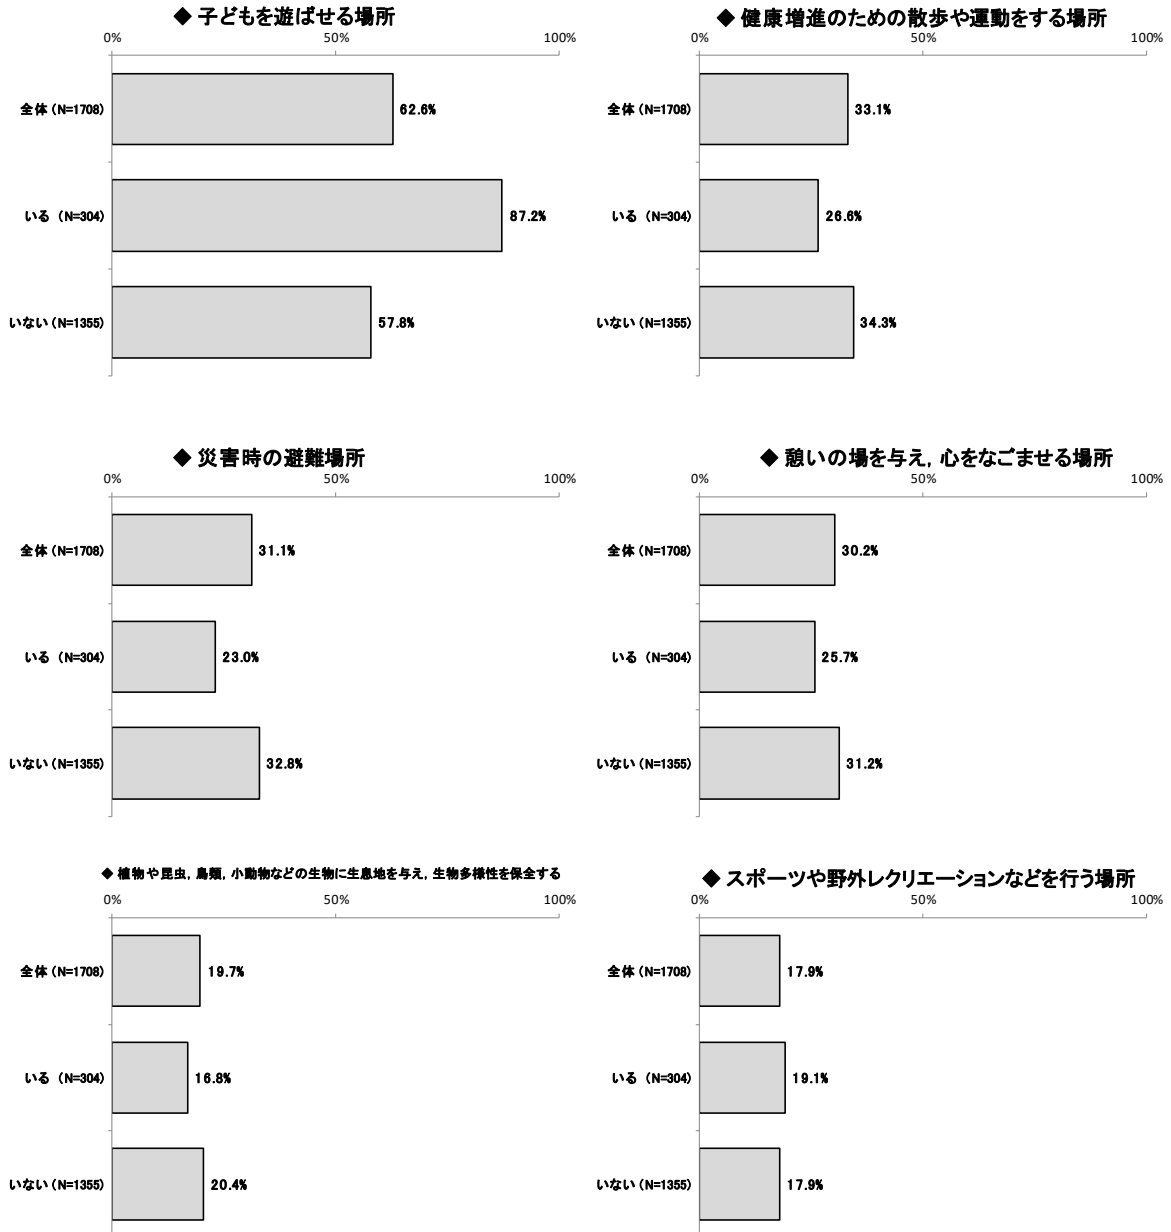 ◆ 子どもを遊ばせる場所
0% 50% 100%
全体(N=1708) 62.6%
いる (N=304) 87.2%
いない(N=1355) 57.8%
◆ 健康増進のための散歩や運動をする場所
0% 50% 100%
全体(N=1708) 33.1%
いる (N=304) 26.6%
いない(N=1355) 34.3%
◆ 災害時の避難場所
0% 50% 100%
全体(N=1708) 31.1%
いる (N=304) 23.0%
いない(N=1355) 32.8%
◆ 憩いの場を与え，心をなごませる場所
0% 50% 100%
全体(N=1708) 30.2%
いる (N=304) 25.7%
いない(N=1355) 31.2%
◆ 植物や昆虫，鳥類，小動物などの生物に生息地を与え，生物多様性を保全する
0% 50% 100%
全体(N=1708) 19.7%
いる (N=304) 16.8%
いない(N=1355) 20.4%
◆ スポーツや野外レクリエーションなどを行う場所
0% 50% 100%
全体(N=1708) 17.9%
いる (N=304) 19.1%
いない(N=1355) 17.9%